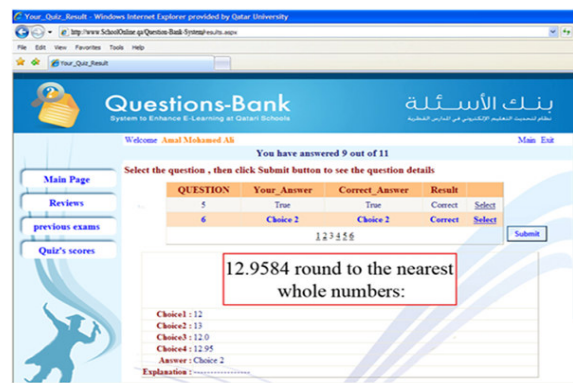 Your_Quiz_Result - Windows Internet Explorer provided by Qatar University
http://www.SchoolOnline.qa/Question-Bank-System/results.aspx
File Edit View Favorites Tools Help
Your_Quiz_Result
Questions-Bank
بنك الأسئلة
System to Enhance E-Learning at Qatari Schools
Welcome Amal Mohamed Ali
Main Exit
You have answered 9 out of 11
Select the question , then click Submit button to see the question details
Main Page
Reviews
previous exams
Quiz's scores
QUESTION Your_Answer Correct_Answer Result
5 True True Correct Select
6 Choice 2 Choice 2 Correct Select
1 2 3 4 5 6
Submit
12.9584 round to the nearest
whole numbers:
Choice1 : 12
Choice2 : 13
Choice3 : 12.0
Choice4 : 12.95
Answer : Choice 2
Explanation : -----------------